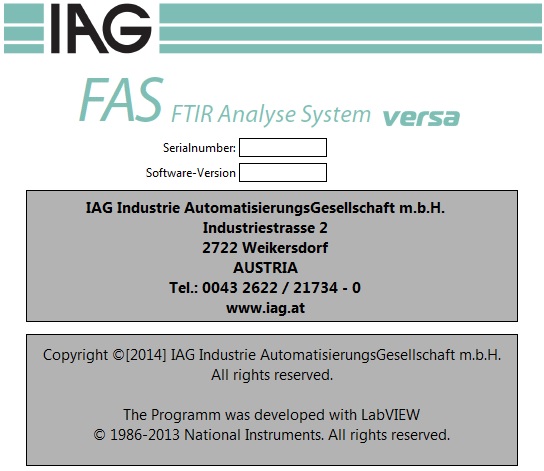 IAG
FAS FTIR Analyse System versa
Serialnumber:
Software-Version
IAG Industrie AutomatisierungsGesellschaft m.b.H.
Industriestrasse 2
2722 Weikersdorf
AUSTRIA
Tel.: 0043 2622 / 21734 - 0
www.iag.at
Copyright ©[2014] IAG Industrie AutomatisierungsGesellschaft m.b.H.
All rights reserved.
The Programm was developed with LabVIEW
© 1986-2013 National Instruments. All rights reserved.